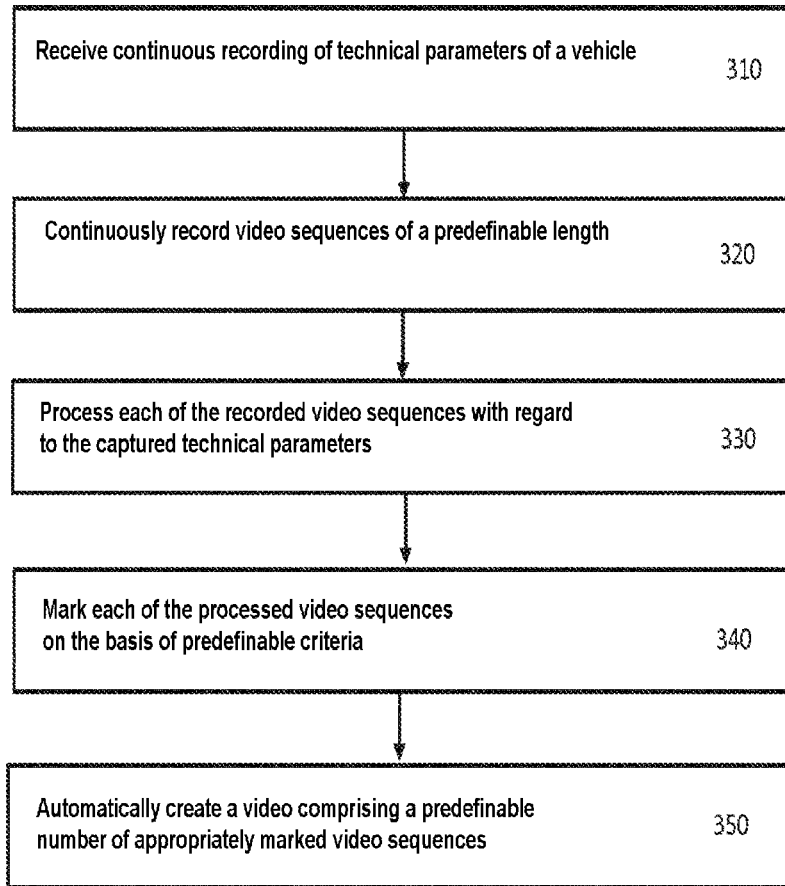 Receive continuous recording of technical parameters of a vehicle
310
Continuously record video sequences of a predefinable length
320
Process each of the recorded video sequences with regard
to the captured technical parameters
330
Mark each of the processed video sequences
on the basis of predefinable criteria
340
Automatically create a video comprising a predefinable
number of appropriately marked video sequences
350